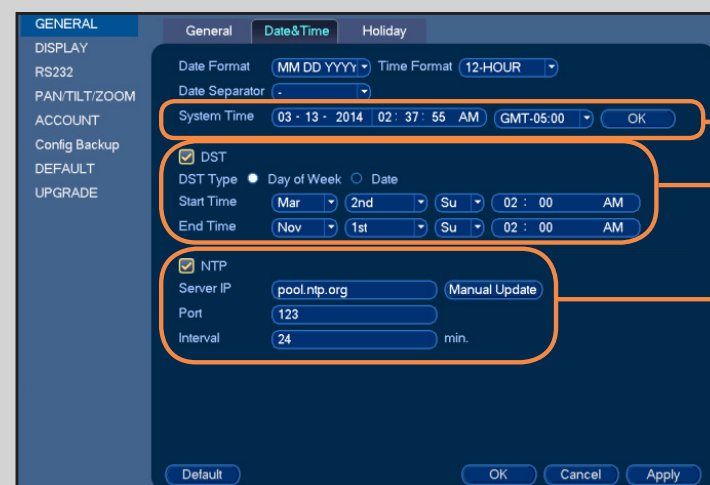 GENERAL
DISPLAY
RS232
PAN/TILT/ZOOM
ACCOUNT
Config Backup
DEFAULT
UPGRADE
General Date&Time Holiday
Date Format MM DD YYYY Time Format 12-HOUR
Date Separator -
System Time 03 - 13 - 2014 02 : 37 : 55 AM GMT-05:00 OK
DST
DST Type Day of Week Date
Start Time Mar 2nd Su 02 : 00 AM
End Time Nov 1st Su 02 : 00 AM
NTP
Server IP pool.ntp.org Manual Update
Port 123
Interval 24 min.
Default OK Cancel Apply